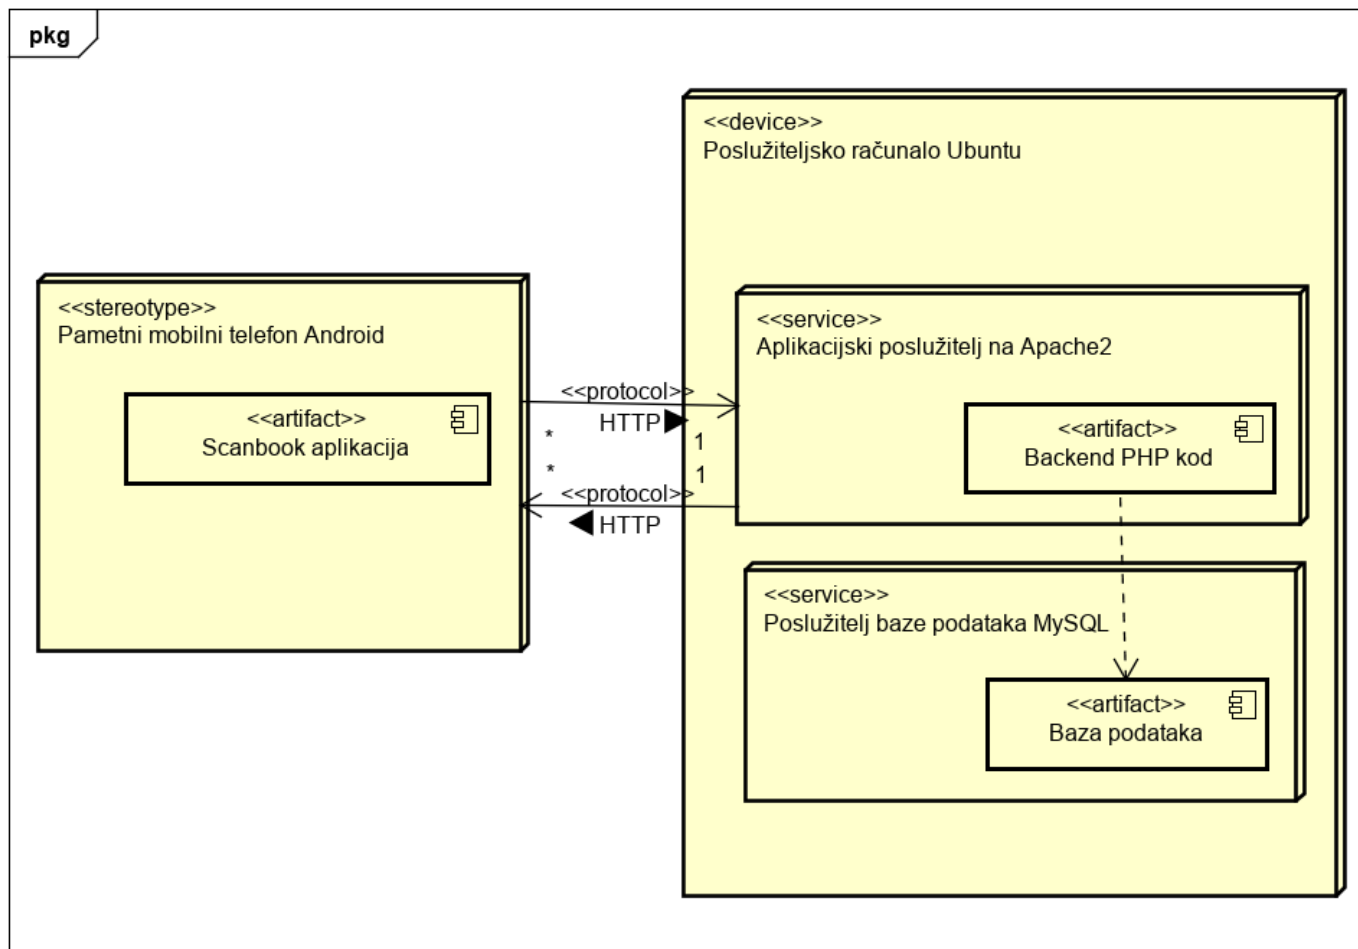 pkg
<<device>>
Poslužiteljsko računalo Ubuntu
<<stereotype>>
Pametni mobilni telefon Android
<<artifact>>
Scanbook aplikacija
<<protocol>>
HTTP
*
1
*
1
<<protocol>>
HTTP
<<service>>
Aplikacijski poslužitelj na Apache2
<<artifact>>
Backend PHP kod
<<service>>
Poslužitelj baze podataka MySQL
<<artifact>>
Baza podataka